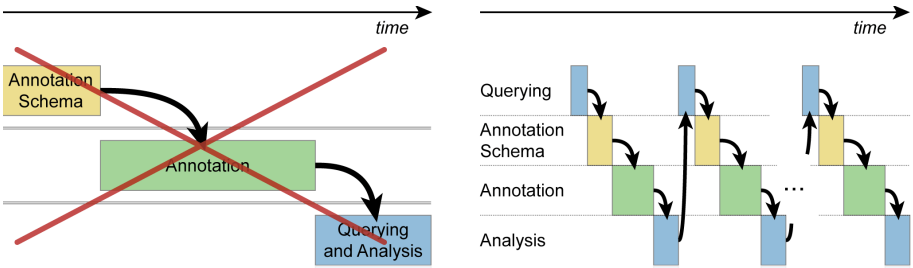 time
Annotation
Schema
Annotation
Querying
and Analysis
time
Querying
Annotation
Schema
Annotation
...
Analysis